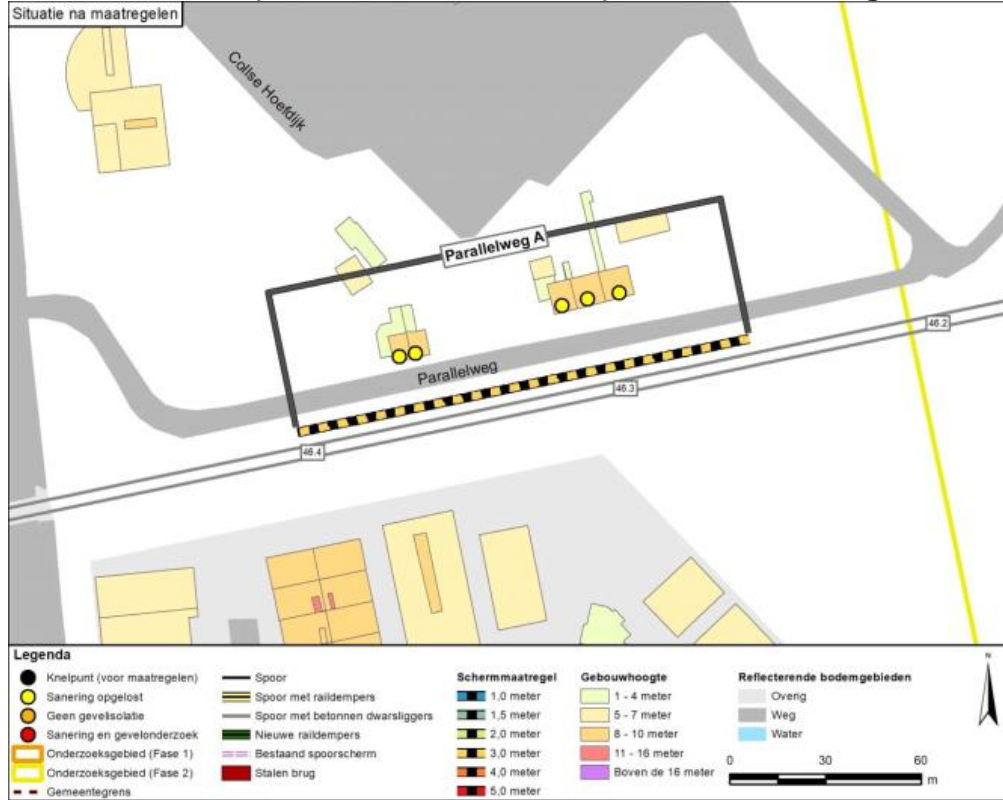 Situatie na maatregelen
Collse Hoefdijk
Parallelweg A
Parallelweg
46.2
46.3
46.4
Legenda
Knelpunt (voor maatregelen)
Sanering opgelost
Geen gevelisolatie
Sanering en gevelonderzoek
Onderzoeksgebied (Fase 1)
Onderzoeksgebied (Fase 2)
Gemeentegrens
Spoor
Spoor met raildempers
Spoor met betonnen dwarsliggers
Nieuwe raildempers
Bestaand spoorscherm
Stalen brug
Schermmaatregel
1,0 meter
1,5 meter
2,0 meter
3,0 meter
4,0 meter
5,0 meter
Gebouwhoogte
1 - 4 meter
5 - 7 meter
8 - 10 meter
11 - 16 meter
Boven de 16 meter
Reflecterende bodemgebieden
Overig
Weg
Water
N
0 30 60
m